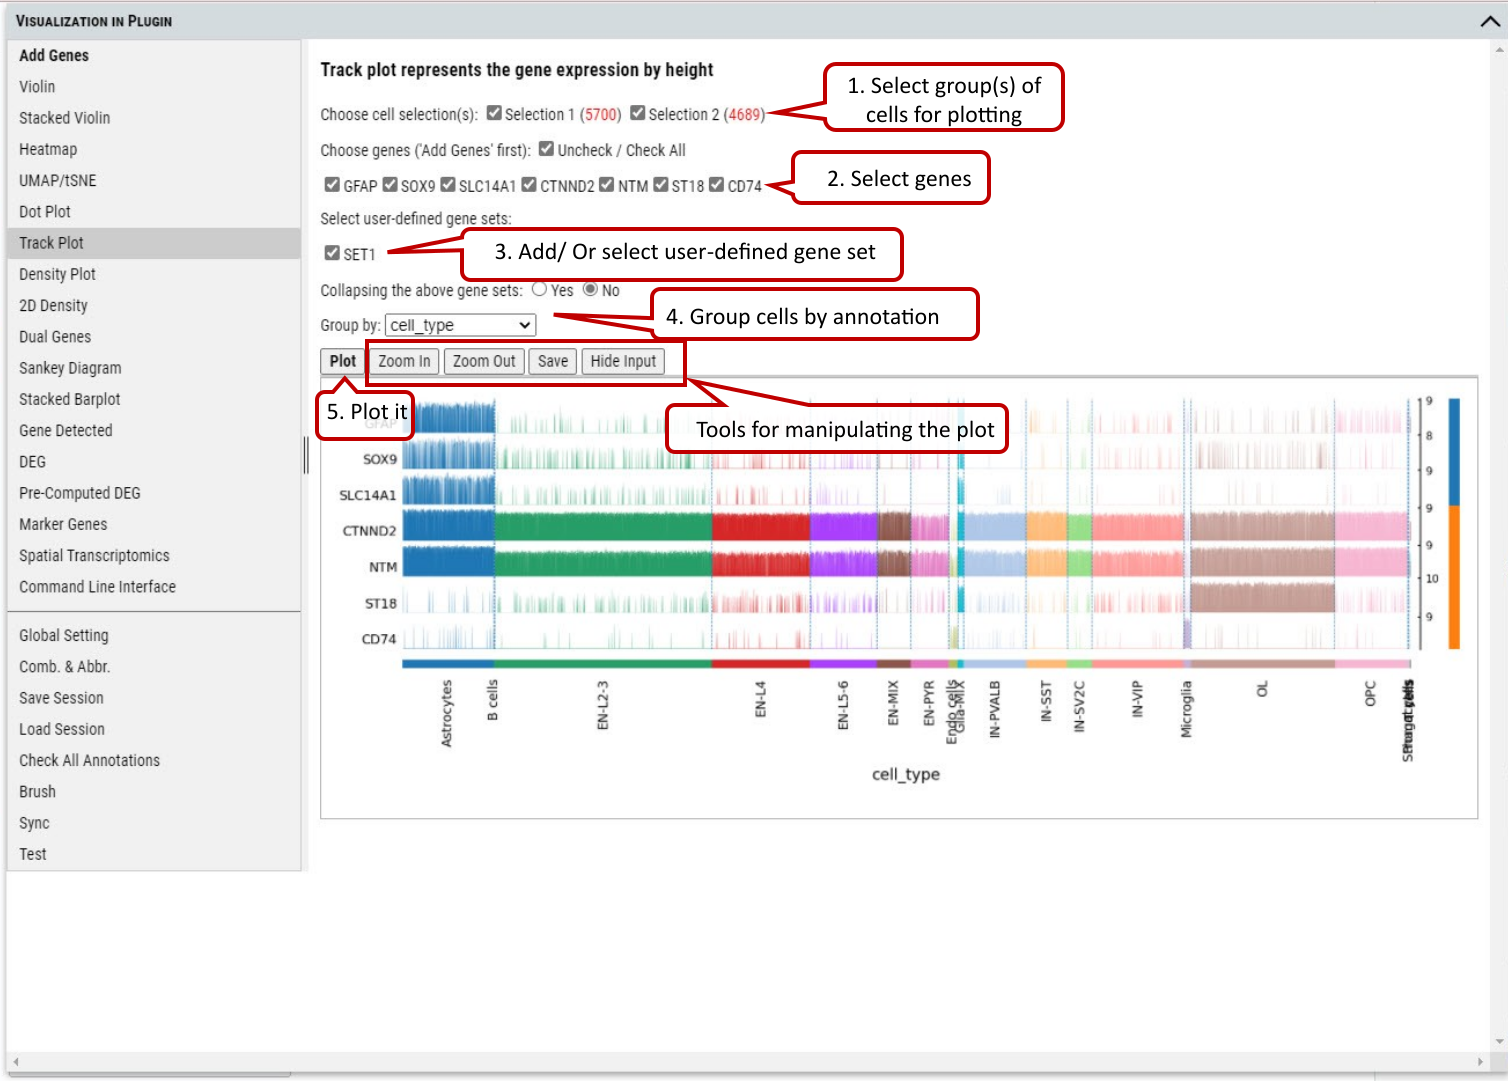 VISUALIZATION IN PLUGIN
Add Genes
Violin
Stacked Violin
Heatmap
UMAP/tSNE
Dot Plot
Track Plot
Density Plot
2D Density
Dual Genes
Sankey Diagram
Stacked Barplot
Gene Detected
DEG
Pre-Computed DEG
Marker Genes
Spatial Transcriptomics
Command Line Interface
Global Setting
Comb. & Abbr.
Save Session
Load Session
Check All Annotations
Brush
Sync
Test
Track plot represents the gene expression by height
Choose cell selection(s): Selection 1 (5700) Selection 2 (4689)
1. Select group(s) of
cells for plotting
Choose genes ('Add Genes' first): Uncheck / Check All
GFAP SOX9 SLC14A1 CTNND2 NTM ST18 CD74
2. Select genes
Select user-defined gene sets:
SET1
3. Add/ Or select user-defined gene set
Collapsing the above gene sets: Yes No
Group by: cell_type
4. Group cells by annotation
Plot Zoom In Zoom Out Save Hide Input
5. Plot it
Tools for manipulating the plot
GFAP
SOX9
SLC14A1
CTNND2
NTM
ST18
CD74
9
8
9
9
9
10
9
Astrocytes
B cells
EN-L2-3
EN-L4
EN-L5-6
EN-MIX
EN-PYR
Endo cells
Glia-MIX
IN-PVALB
IN-SST
IN-SV2C
IN-VIP
Microglia
OL
OPC
cell_type